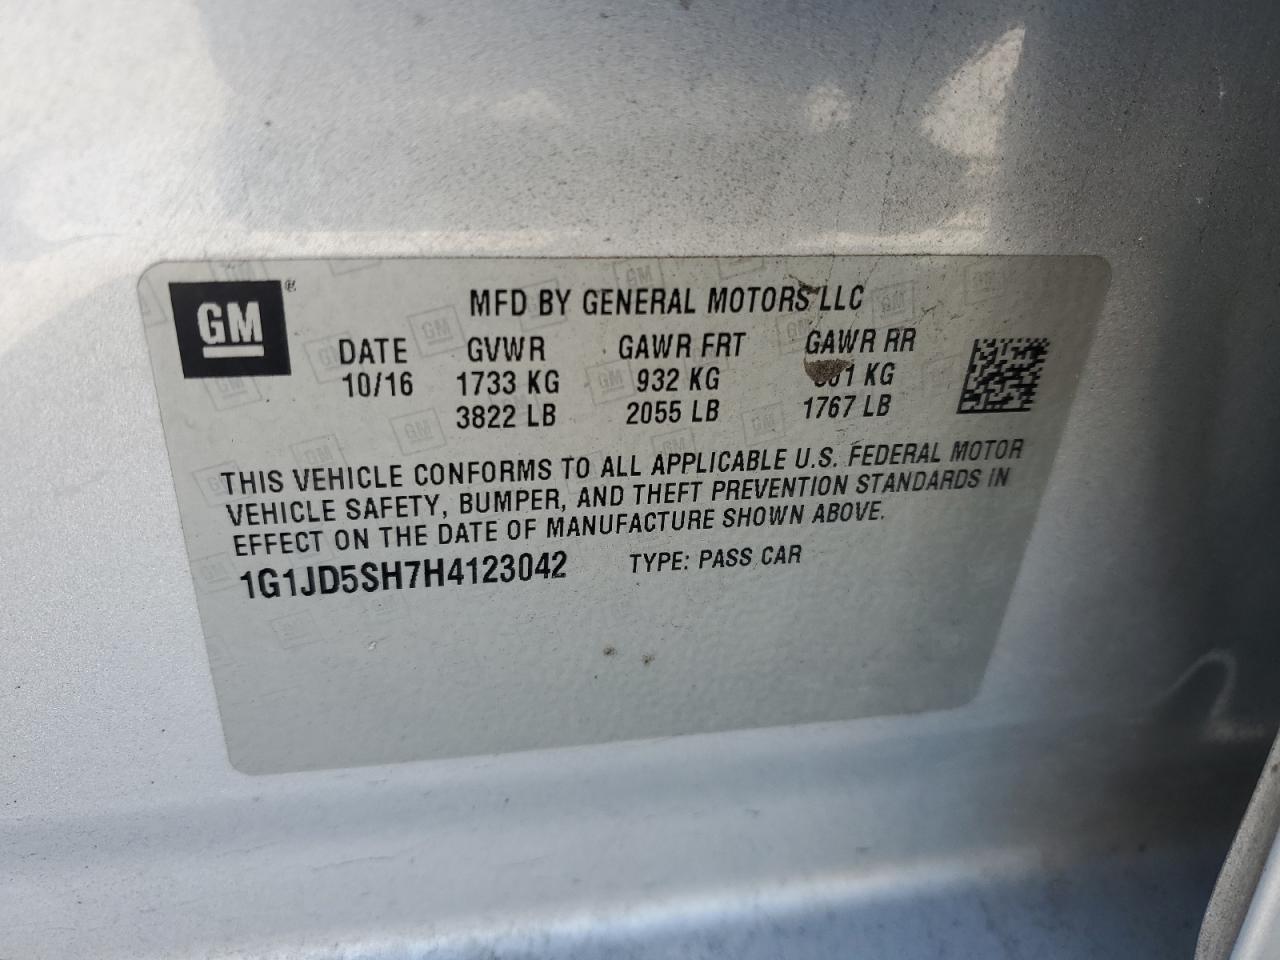 GM®
MFD BY GENERAL MOTORS LLC
DATE GVWR GAWR FRT GAWR RR
10/16 1733 KG 932 KG KG
3822 LB 2055 LB 1767 LB
THIS VEHICLE CONFORMS TO ALL APPLICABLE U.S. FEDERAL MOTOR
VEHICLE SAFETY, BUMPER, AND THEFT PREVENTION STANDARDS IN
EFFECT ON THE DATE OF MANUFACTURE SHOWN ABOVE.
1G1JD5SH7H4123042 TYPE: PASS CAR